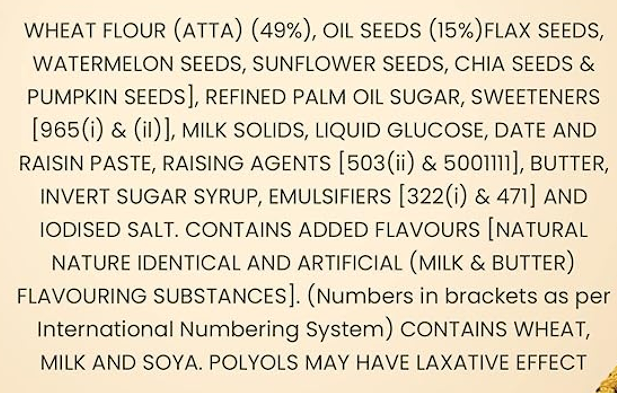 WHEAT FLOUR (ATTA) (49%), OIL SEEDS (15%)FLAX SEEDS,
WATERMELON SEEDS, SUNFLOWER SEEDS, CHIA SEEDS &
PUMPKIN SEEDS], REFINED PALM OIL SUGAR, SWEETENERS
[965(i) & (il)], MILK SOLIDS, LIQUID GLUCOSE, DATE AND
RAISIN PASTE, RAISING AGENTS [503(ii) & 5001111], BUTTER,
INVERT SUGAR SYRUP, EMULSIFIERS [322(i) & 471] AND
IODISED SALT. CONTAINS ADDED FLAVOURS [NATURAL
NATURE IDENTICAL AND ARTIFICIAL (MILK & BUTTER)
FLAVOURING SUBSTANCES]. (Numbers in brackets as per
International Numbering System) CONTAINS WHEAT,
MILK AND SOYA. POLYOLS MAY HAVE LAXATIVE EFFECT